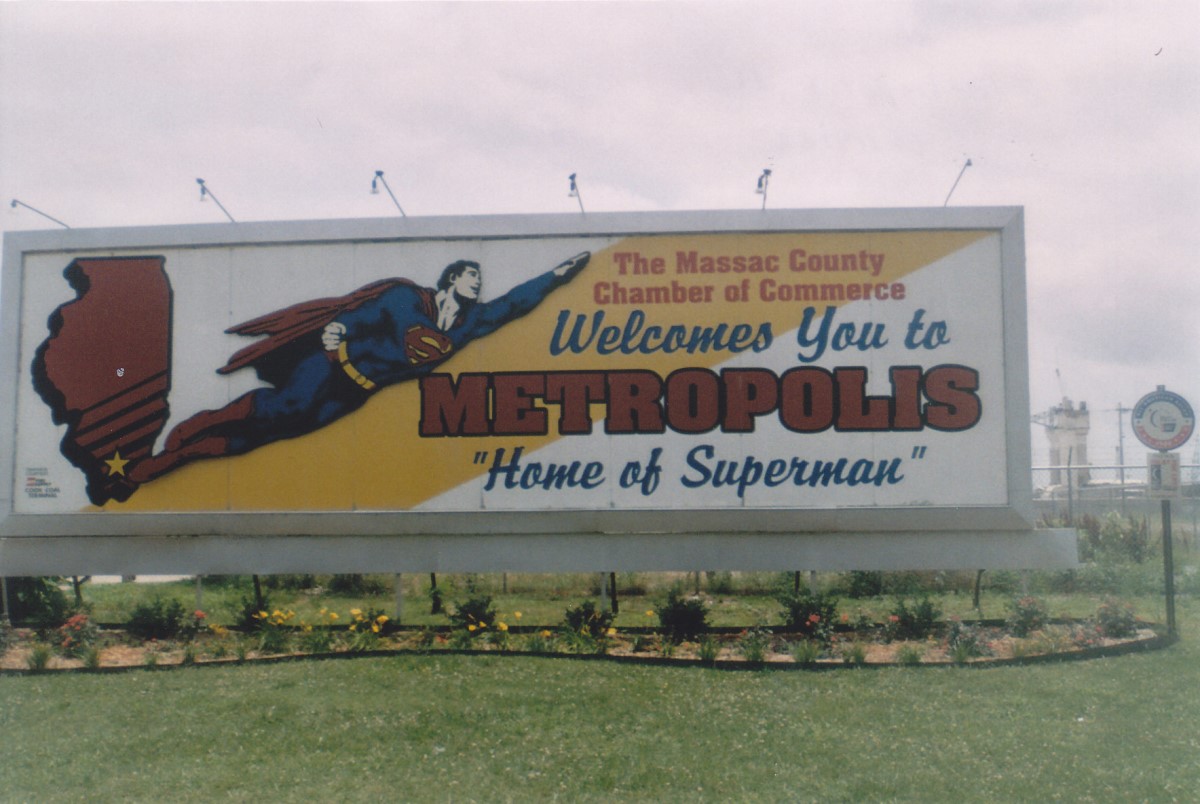 The Massac County
Chamber of Commerce
Welcomes You to
METROPOLIS
"Home of Superman"
S